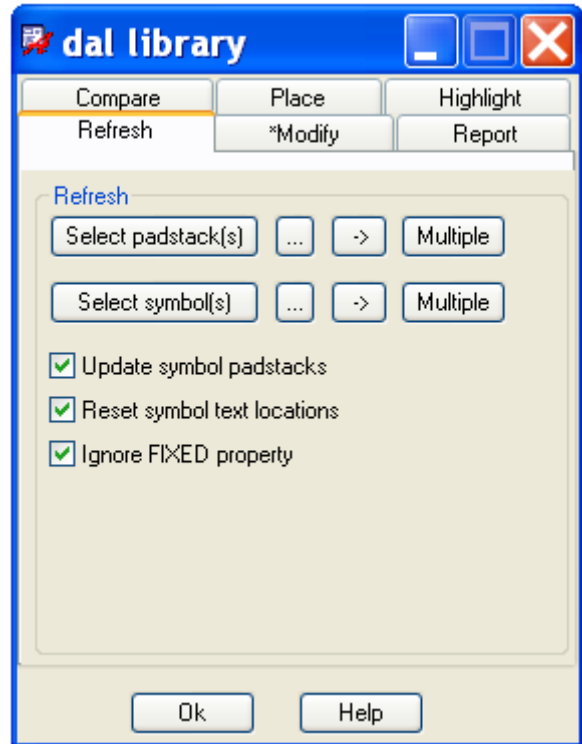 dal library
Compare Place Highlight
Refresh *Modify Report
Refresh
Select padstack(s) ... -> Multiple
Select symbol(s) ... -> Multiple
Update symbol padstacks
Reset symbol text locations
Ignore FIXED property
Ok Help